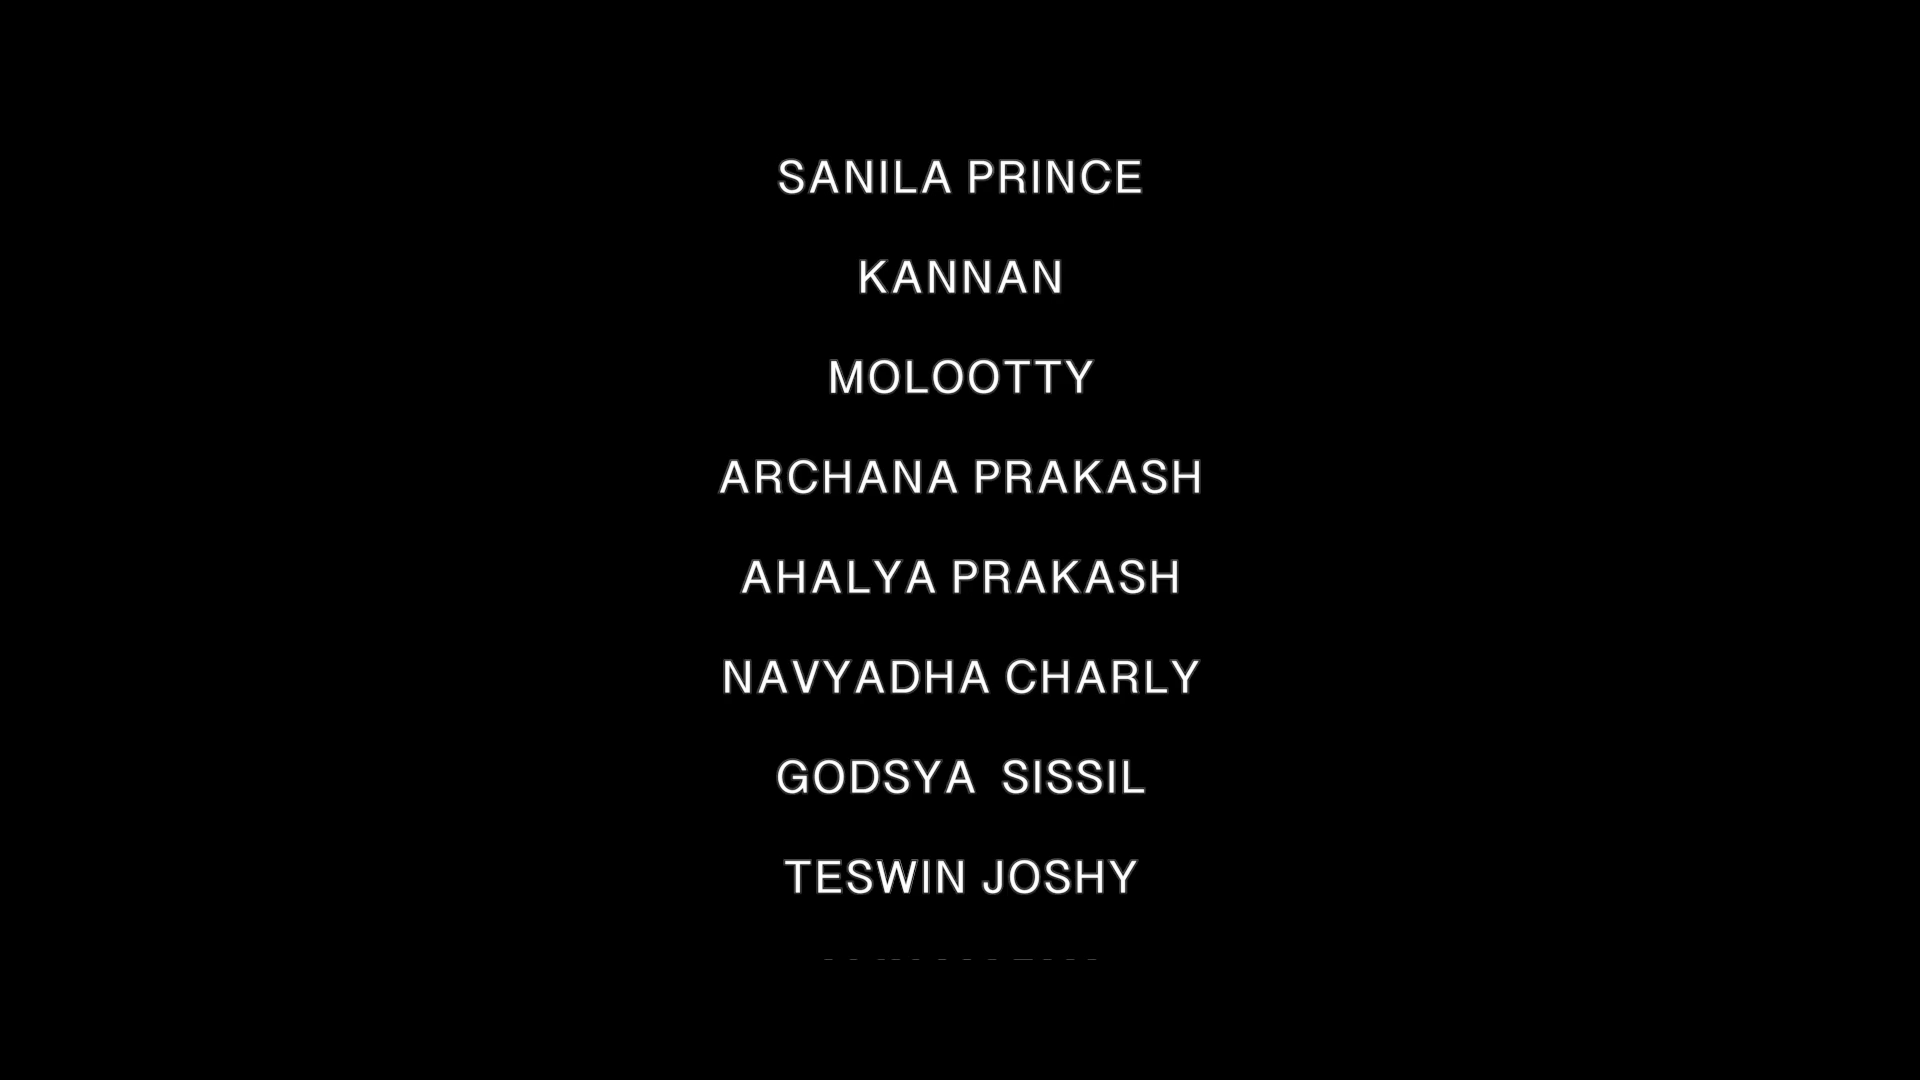 SANILA PRINCE
KANNAN
MOLOOTTY
ARCHANA PRAKASH
AHALYA PRAKASH
NAVYADHA CHARLY
GODSYA  SISSIL
TESWIN JOSHY